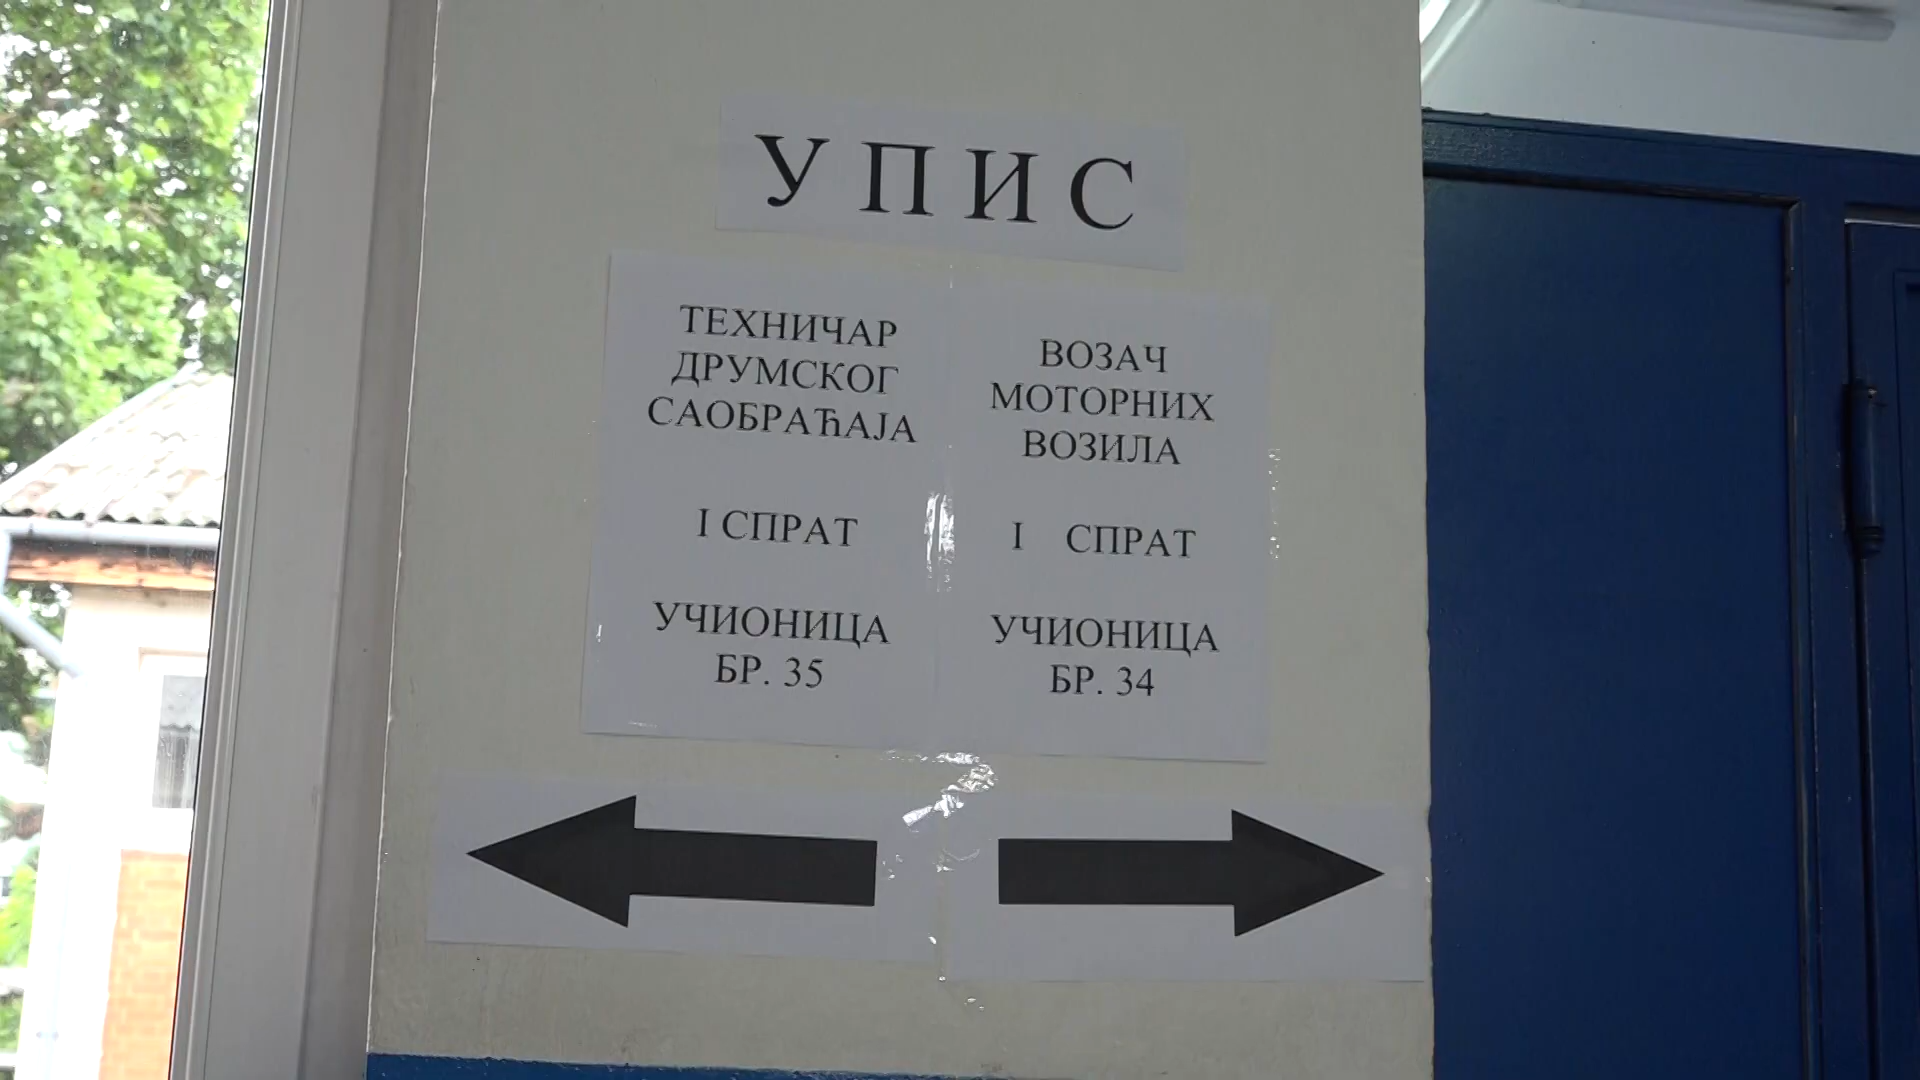 УПИС
ТЕХНИЧАР
ДРУМСКОГ
САОБРАЋАЈА
I СПРАТ
УЧИОНИЦА
БР. 35
ВОЗАЧ
МОТОРНИХ
ВОЗИЛА
I СПРАТ
УЧИОНИЦА
БР. 34